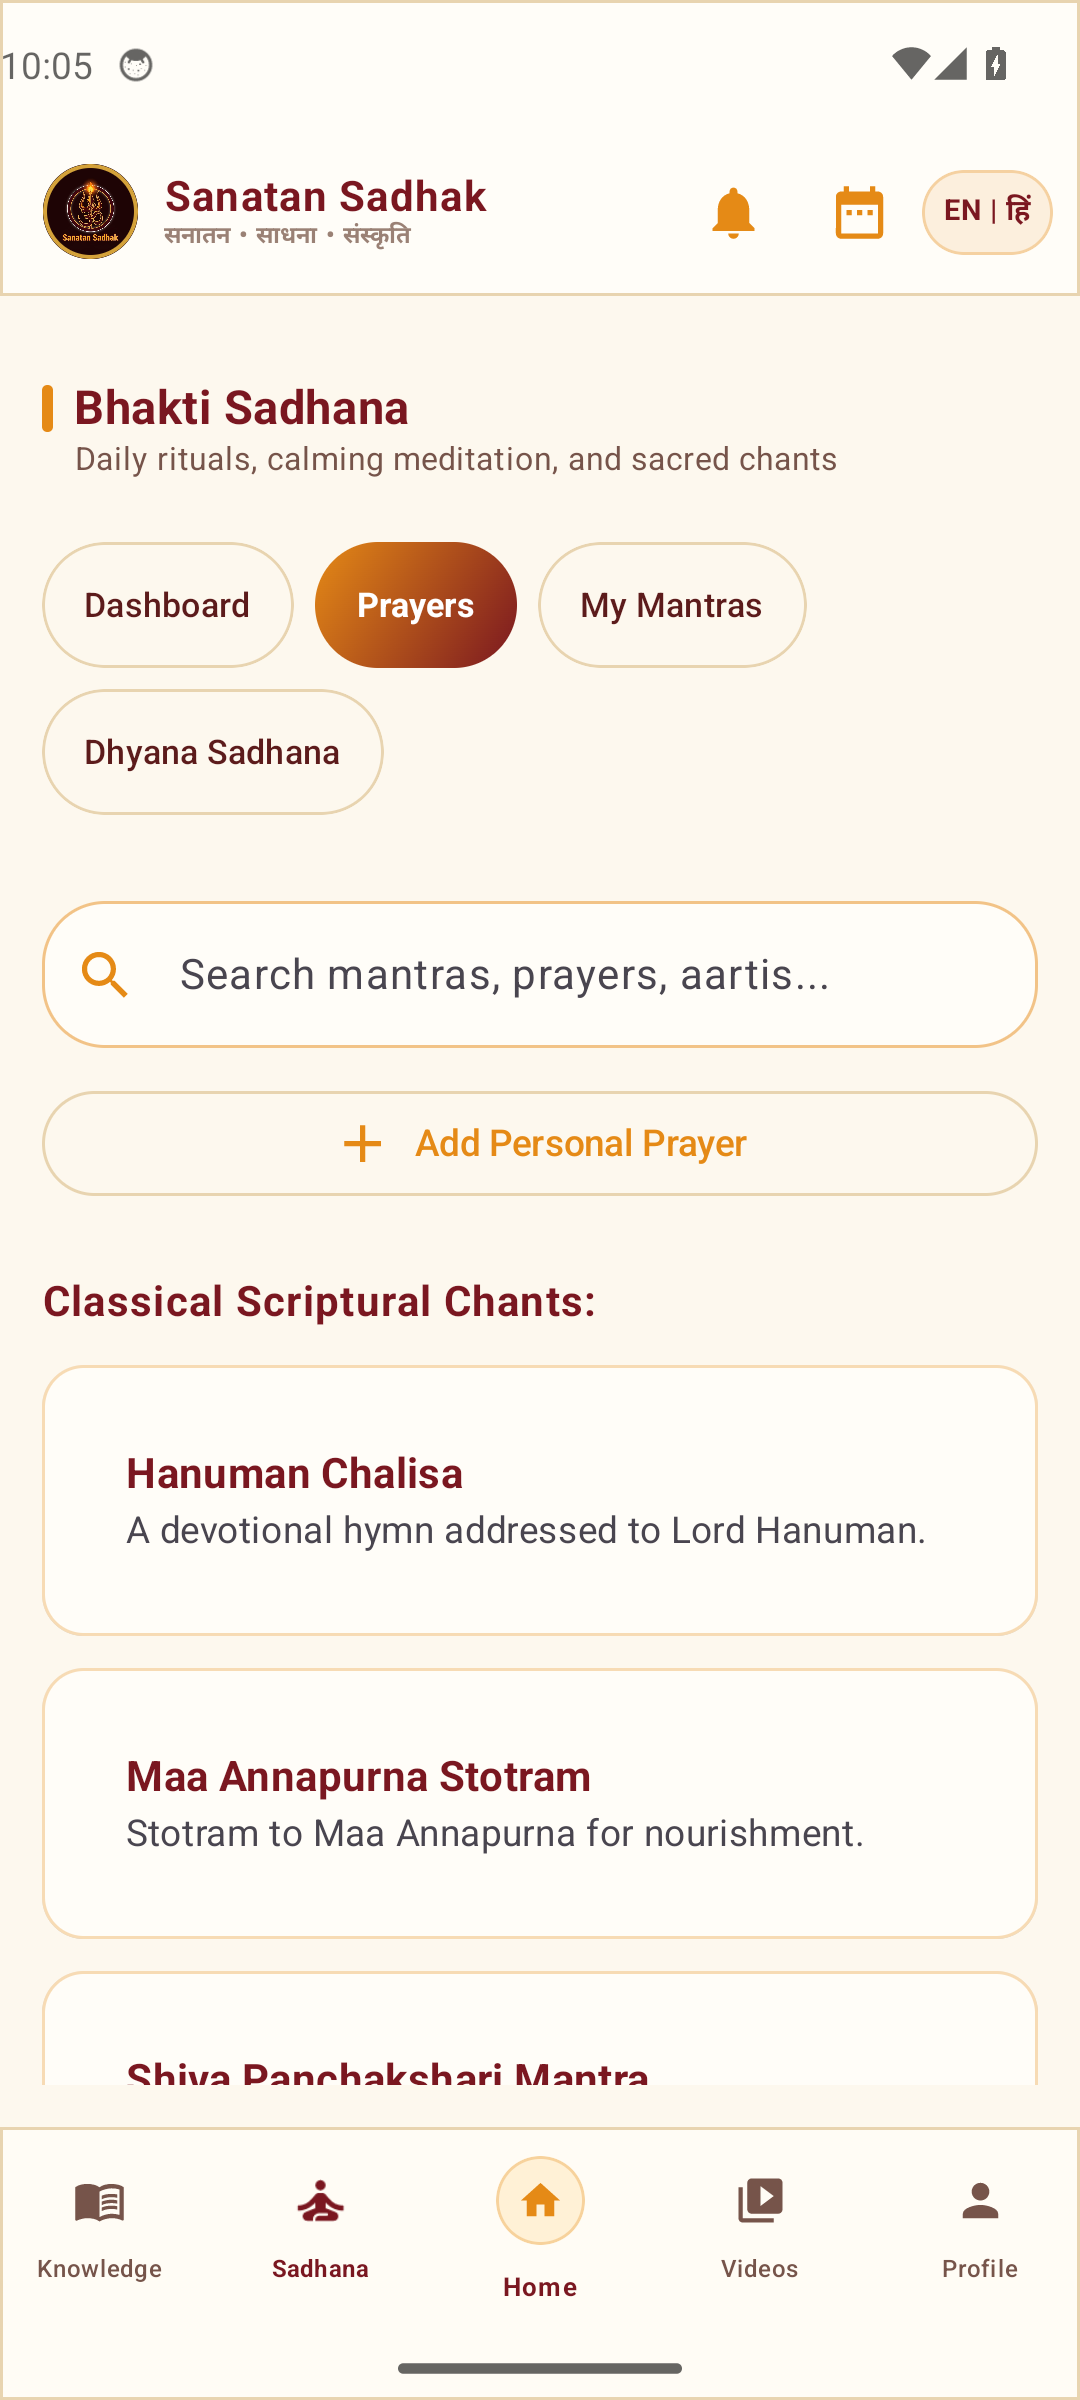 10:05
Sanatan Sadhak
Sanatan Sadhak
सनातन • साधना • संस्कृति
EN | हिं
Bhakti Sadhana
Daily rituals, calming meditation, and sacred chants
Dashboard
Prayers
My Mantras
Dhyana Sadhana
Search mantras, prayers, aartis...
Add Personal Prayer
Classical Scriptural Chants:
Hanuman Chalisa
A devotional hymn addressed to Lord Hanuman.
Maa Annapurna Stotram
Stotram to Maa Annapurna for nourishment.
Shiva Panchakshari Mantra
Knowledge
Sadhana
Home
Videos
Profile